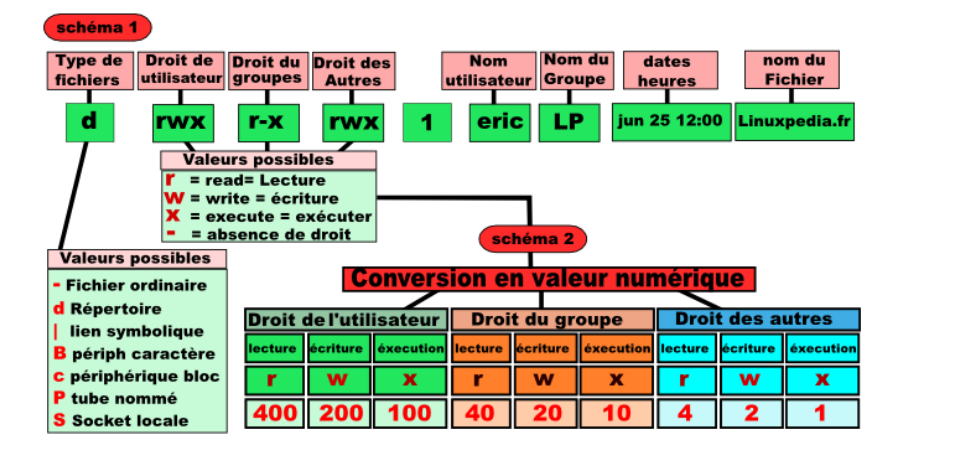 schéma 1
Type de fichiers
Droit de utilisateur
Droit du groupes
Droit des Autres
Nom utilisateur
Nom du Groupe
dates heures
nom du Fichier
d rwx r-x rwx 1 eric LP jun 25 12:00 Linuxpedia.fr
Valeurs possibles
r = read= Lecture
w = write = écriture
x = execute = exécuter
- = absence de droit
schéma 2
Valeurs possibles
- Fichier ordinaire
d Répertoire
| lien symbolique
B périph caractère
c périphérique bloc
P tube nommé
S Socket locale
Conversion en valeur numérique
Droit de l'utilisateur Droit du groupe Droit des autres
lecture écriture éxecution lecture écriture éxecution lecture écriture éxecution
r w x r w x r w x
400 200 100 40 20 10 4 2 1